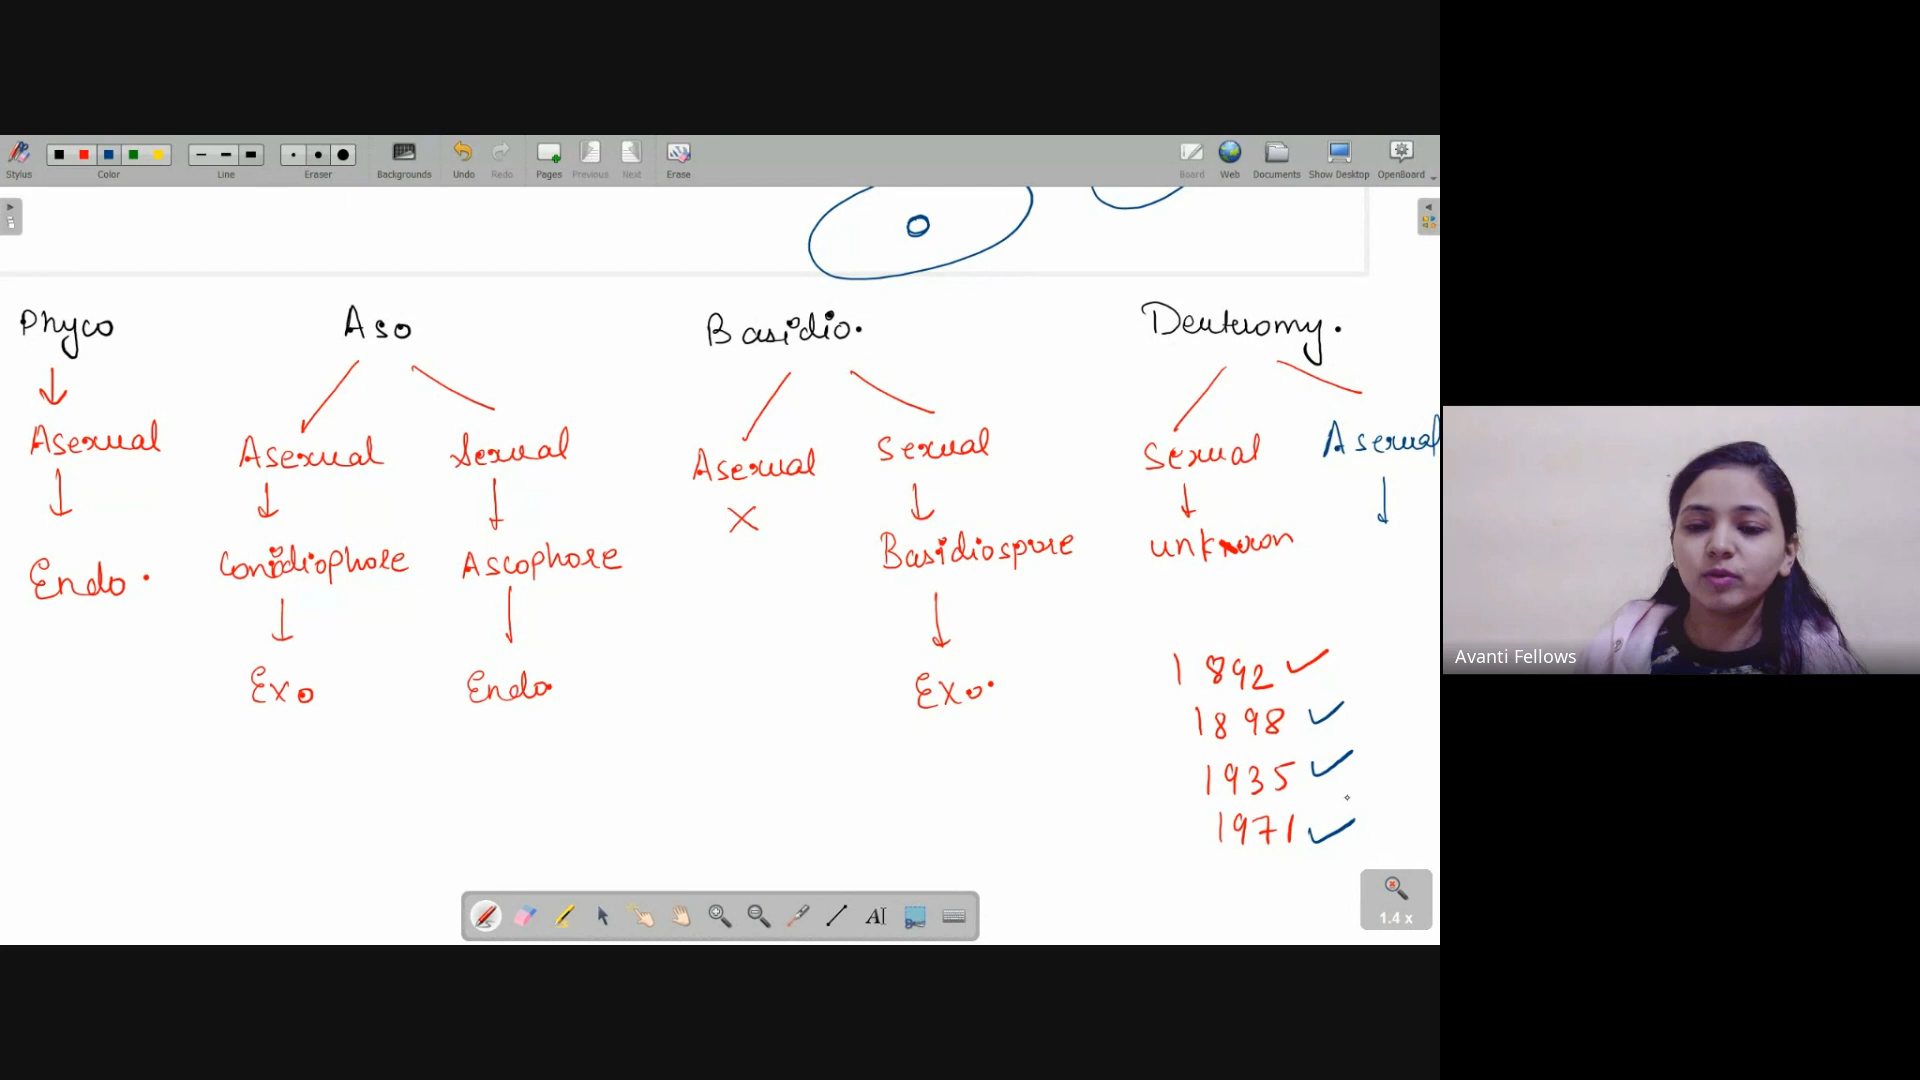 Stylus Color Line Eraser Backgrounds Undo Redo Pages Previous Next Erase Board Web Documents Show Desktop OpenBoard
Phyco Aso Basidio. Deuteromy.
Asexual Asexual Sexual Asexual Sexual Sexual Asexual
Endo. Conidiophore Ascophore X Basidiospore unknown
Exo Endo Exo.
1892 ✓
1898 ✓
1935 ✓
1971 ✓
Avanti Fellows
AI
1.4 x